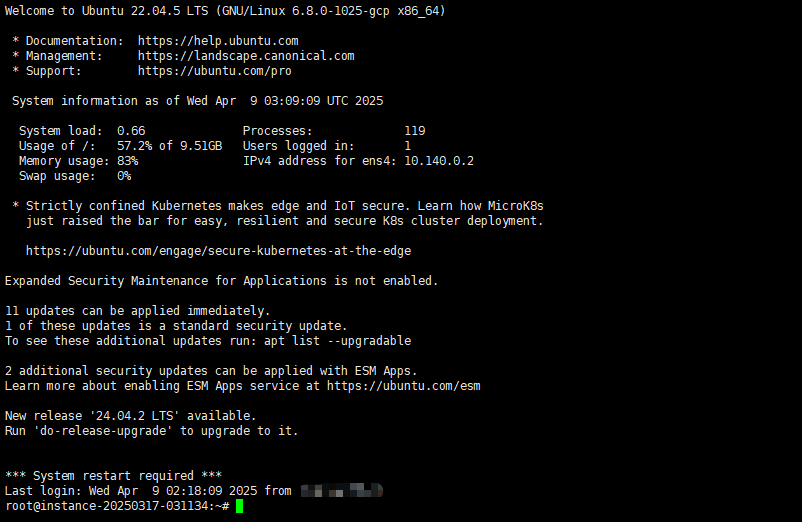 Welcome to Ubuntu 22.04.5 LTS (GNU/Linux 6.8.0-1025-gcp x86_64)
* Documentation:  https://help.ubuntu.com
* Management:     https://landscape.canonical.com
* Support:        https://ubuntu.com/pro
System information as of Wed Apr  9 03:09:09 UTC 2025
System load:  0.66              Processes:             119
Usage of /:   57.2% of 9.51GB   Users logged in:       1
Memory usage: 83%               IPv4 address for ens4: 10.140.0.2
Swap usage:   0%
* Strictly confined Kubernetes makes edge and IoT secure. Learn how MicroK8s
just raised the bar for easy, resilient and secure K8s cluster deployment.
https://ubuntu.com/engage/secure-kubernetes-at-the-edge
Expanded Security Maintenance for Applications is not enabled.
11 updates can be applied immediately.
1 of these updates is a standard security update.
To see these additional updates run: apt list --upgradable
2 additional security updates can be applied with ESM Apps.
Learn more about enabling ESM Apps service at https://ubuntu.com/esm
New release '24.04.2 LTS' available.
Run 'do-release-upgrade' to upgrade to it.
*** System restart required ***
Last login: Wed Apr  9 02:18:09 2025 from
root@instance-20250317-031134:~#